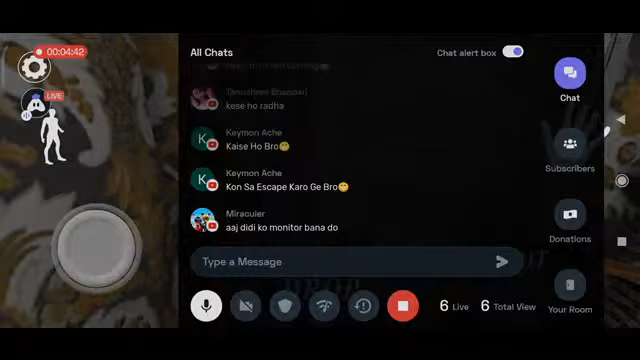 00:04:42
All Chats
Chat alert box
LIVE
Chat
kese ho radha
Keymon Ache
Kaise Ho Bro😁
Keymon Ache
Kon Sa Escape Karo Ge Bro😁
Subscribers
Miraculer
aaj didi ko monitor bana do
Donations
Type a Message
6 Live
6 Total View
Your Room